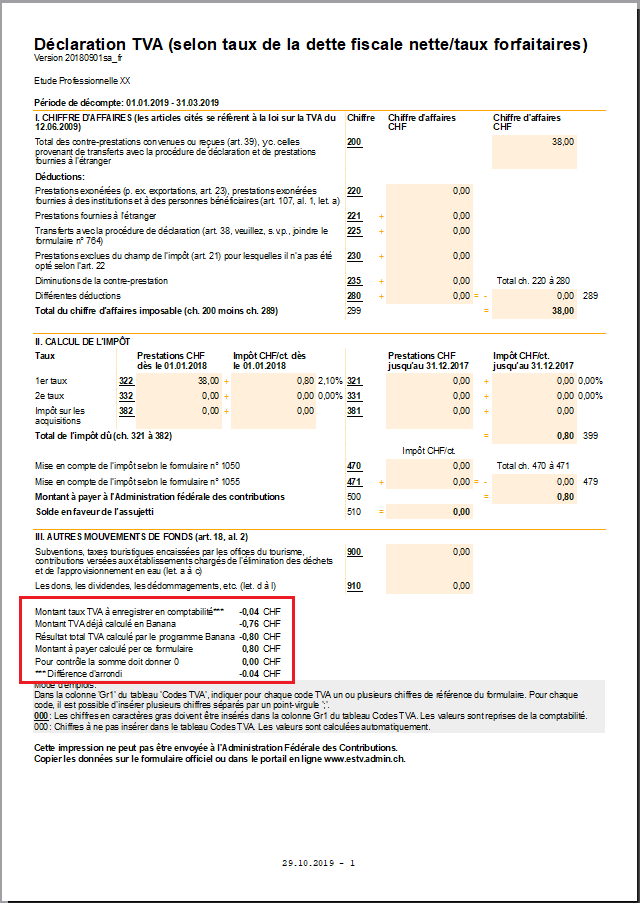 Déclaration TVA (selon taux de la dette fiscale nette/taux forfaitaires)
Version 20180901sa_fr
Etude Professionnelle XX
Période de décompte: 01.01.2019 - 31.03.2019
I. CHIFFRE D'AFFAIRES (les articles cités se réfèrent à la loi sur la TVA du 12.06.2009) Chiffre Chiffre d'affaires CHF Chiffre d'affaires CHF
Total des contre-prestations convenues ou reçues (art. 39), y.c. celles 200 38,00
provenant de transferts avec la procédure de déclaration et de prestations
fournies à l'étranger
Déduction​s:
Prestations exonérées (p. ex. exportations, art. 23), prestations exonérées 220 0,00
fournies à des institutions et à des personnes bénéficiaires (art. 107, al. 1, let. a)
Prestations fournies à l'étranger 221 + 0,00
Transferts avec la procédure de déclaration (art. 38, veuillez, s.v.p., joindre le 225 + 0,00
formulaire n° 764)
Prestations exclues du champ de l'impôt (art. 21) pour lesquelles il n'a pas été 230 + 0,00
opté selon l'art. 22
Diminutions de la contre-prestation 235 + 0,00 Total ch. 220 à 280
Différentes déductions 280 + 0,00 = - 0,00 289
Total du chiffre d'affaires imposable (ch. 200 moins ch. 289) 299 = 38,00
II. CALCUL DE L'IMPÔT
Taux Prestations CHF Impôt CHF/ct. dès Prestations CHF Impôt CHF/ct.
dès le 01.01.2018 le 01.01.2018 jusqu'au 31.12.2017 jusqu'au 31.12.2017
1er taux 322 38,00 + 0,80 2,10% 321 0,00 + 0,00 0,00%
2e taux 332 0,00 + 0,00 0,00% 331 0,00 + 0,00 0,00%
Impôt sur les 382 0,00 + 0,00 381 0,00 + 0,00
acquisitions
Total de l'impôt dû (ch. 321 à 382) = 0,80 399
Impôt CHF/ct.
Mise en compte de l'impôt selon le formulaire n° 1050 470 0,00 Total ch. 470 à 471
Mise en compte de l'impôt selon le formulaire n° 1055 471 + 0,00 = - 0,00 479
Montant à payer à l'Administration fédérale des contributions 500 = 0,80
Solde en faveur de l'assujetti 510 = 0,00
III. AUTRES MOUVEMENTS DE FONDS (art. 18, al. 2)
Subventions, taxes touristiques encaissées par les offices du tourisme, 900 0,00
contributions versées aux établissements chargés de l'élimination des déchets
et de l'approvisionnement en eau (let. a à c)
Les dons, les dividendes, les dédommagements, etc. (let. d à l) 910 0,00
Montant taux TVA à enregistrer en comptabilité*** -0,04 CHF
Montant TVA déjà calculé en Banana -0,76 CHF
Résultat total TVA calculé par le programme Banana -0,80 CHF
Montant à payer calculé per ce formulaire 0,80 CHF
Pour contrôle la somme doit donner 0 0,00 CHF
*** Différence d'arrondi -0.04 CHF
Mode d'emplois:
Dans la colonne 'Gr1' du tableau 'Codes TVA', indiquer pour chaque code TVA un ou plusieurs chiffres de référence du formulaire. Pour chaque
code, il est possible d'insérer plusieurs chiffres séparés par un point-virgule ';'.
000: Les chiffres en caractères gras doivent être insérés dans la colonne Gr1 du tableau Codes TVA. Les valeurs sont reprises de la comptabilité.
000: Chiffres à ne pas insérer dans le tableau Codes TVA. Les valeurs sont calculées automatiquement.
Cette impression ne peut pas être envoyée à l'Administration Fédérale des Contributions.
Copier les données sur le formulaire officiel ou dans le portail en ligne www.estv.admin.ch.
29.10.2019 - 1